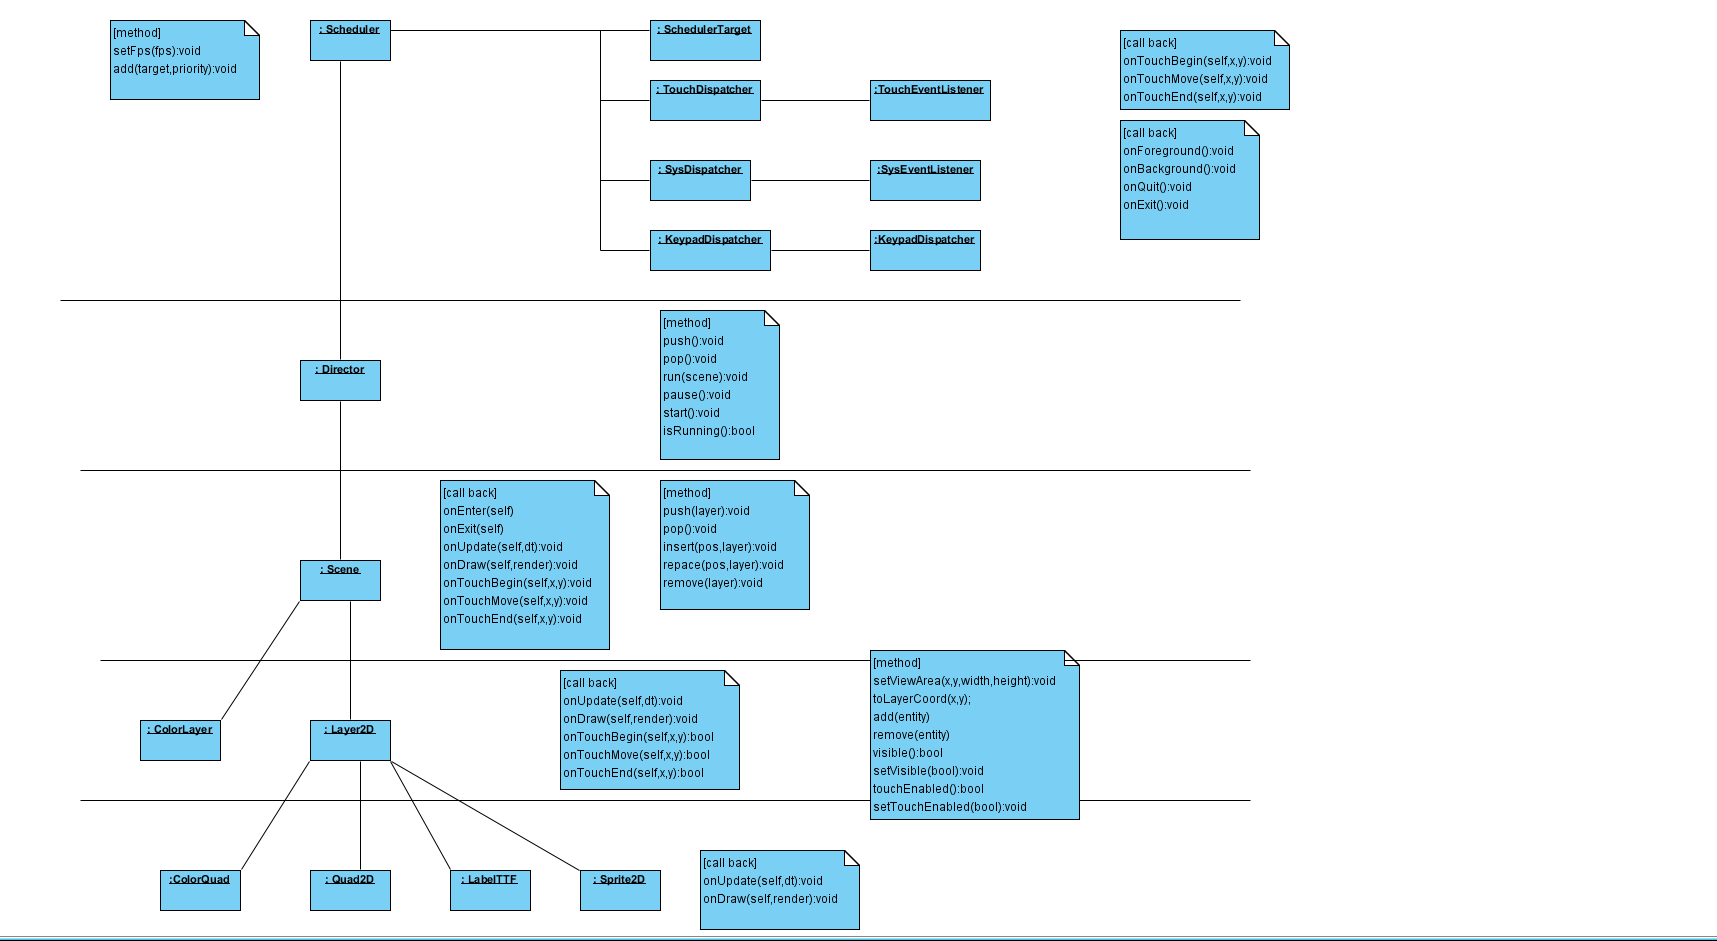 [method]
setFps(fps):void
add(target,priority):void
: Scheduler
: SchedulerTarget
: TouchDispatcher
:TouchEventListener
: SysDispatcher
:SysEventListener
: KeypadDispatcher
:KeypadDispatcher
[call back]
onTouchBegin(self,x,y):void
onTouchMove(self,x,y):void
onTouchEnd(self,x,y):void
[call back]
onForeground():void
onBackground():void
onQuit():void
onExit():void
: Director
[method]
push():void
pop():void
run(scene):void
pause():void
start():void
isRunning():bool
: Scene
[call back]
onEnter(self)
onExit(self)
onUpdate(self,dt):void
onDraw(self,render):void
onTouchBegin(self,x,y):void
onTouchMove(self,x,y):void
onTouchEnd(self,x,y):void
[method]
push(layer):void
pop():void
insert(pos,layer):void
repace(pos,layer):void
remove(layer):void
: ColorLayer
: Layer2D
[call back]
onUpdate(self,dt):void
onDraw(self,render):void
onTouchBegin(self,x,y):bool
onTouchMove(self,x,y):bool
onTouchEnd(self,x,y):bool
[method]
setViewArea(x,y,width,height):void
toLayerCoord(x,y);
add(entity)
remove(entity)
visible():bool
setVisible(bool):void
touchEnabled():bool
setTouchEnabled(bool):void
:ColorQuad
: Quad2D
: LabelTTF
: Sprite2D
[call back]
onUpdate(self,dt):void
onDraw(self,render):void